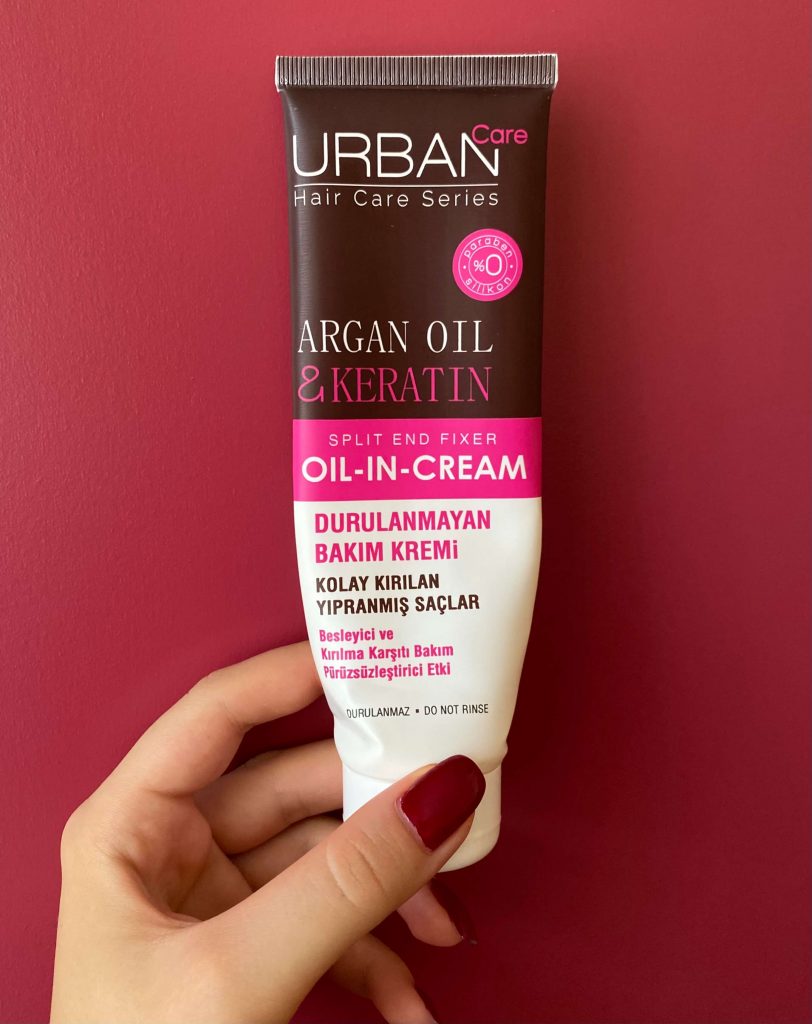 URBAN Care
Hair Care Series
paraben
%0
silikon
ARGAN OIL
&KERATIN
SPLIT END FIXER
OIL-IN-CREAM
DURULANMAYAN
BAKIM KREMi
KOLAY KIRILAN
YIPRANMIŞ SAÇLAR
Besleyici ve
Kırılma Karşıtı Bakım
Pürüzsüzleştirici Etki
DURULANMAZ ▪ DO NOT RINSE